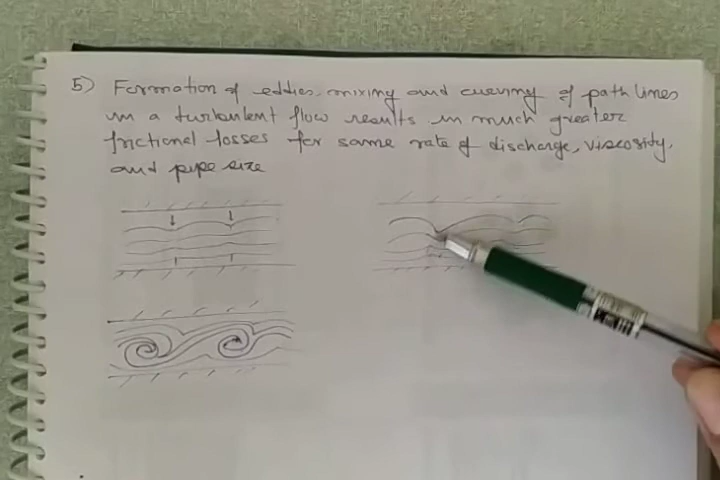 5) Formation of eddies, mixing and curving of path lines
in a turbulent flow results in much greater
frictional losses for same rate of discharge, viscosity,
and pipe size